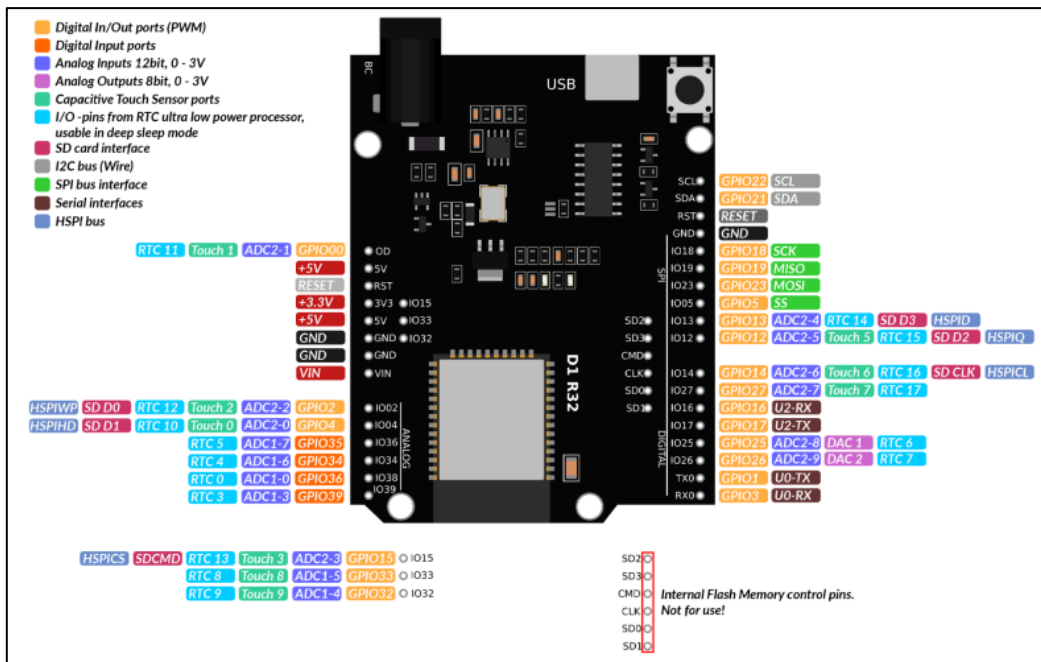 Digital In/Out ports (PWM)
Digital Input ports
Analog Inputs 12bit, 0 - 3V
Analog Outputs 8bit, 0 - 3V
Capacitive Touch Sensor ports
I/O -pins from RTC ultra low power processor,
usable in deep sleep mode
SD card interface
I2C bus (Wire)
SPI bus interface
Serial interfaces
HSPI bus
BC
USB
SCL GPIO22 SCL
SDA GPIO21 SDA
RST RESET
GND GND
RTC 11 Touch 1 ADC2-1 GPIO00 OD
IO18 GPIO18 SCK
+5V 5V
IO19 GPIO19 MISO
RESET RST
IO23 GPIO23 MOSI
+3.3V 3V3 IO15
IO05 GPIO5 SS
+5V 5V IO33
SD2 IO13 GPIO13 ADC2-4 RTC 14 SD D3 HSPID
GND GND IO32
SD3 IO12 GPIO12 ADC2-5 Touch 5 RTC 15 SD D2 HSPIQ
GND GND
CMD
VIN VIN
CLK IO14 GPIO14 ADC2-6 Touch 6 RTC 16 SD CLK HSPICL
SD0 IO27 GPIO27 ADC2-7 Touch 7 RTC 17
HSPIWP SD D0 RTC 12 Touch 2 ADC2-2 GPIO2 IO02
SD1 IO16 GPIO16 U2-RX
HSPIHD SD D1 RTC 10 Touch 0 ADC2-0 GPIO4 IO04
IO17 GPIO17 U2-TX
RTC 5 ADC1-7 GPIO35 IO36
IO25 GPIO25 ADC2-8 DAC 1 RTC 6
RTC 4 ADC1-6 GPIO34 IO34
IO26 GPIO26 ADC2-9 DAC 2 RTC 7
RTC 0 ADC1-0 GPIO36 IO38
TX0 GPIO1 U0-TX
RTC 3 ADC1-3 GPIO39 IO39
RX0 GPIO3 U0-RX
SPI
D1 R32
ANALOG
DIGITAL
HSPICS SDCMD RTC 13 Touch 3 ADC2-3 GPIO15 IO15
RTC 8 Touch 8 ADC1-5 GPIO33 IO33
RTC 9 Touch 9 ADC1-4 GPIO32 IO32
SD2
SD3
CMD Internal Flash Memory control pins.
CLK Not for use!
SD0
SD1